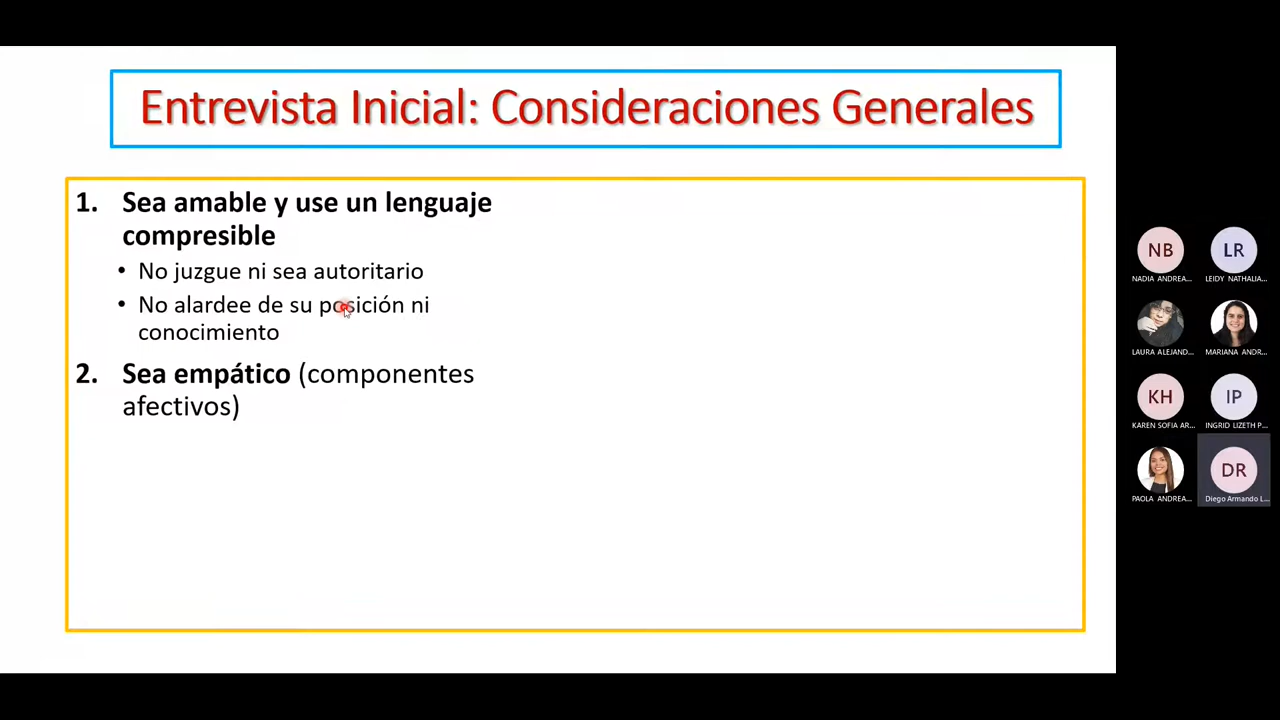 Entrevista Inicial: Consideraciones Generales
1. Sea amable y use un lenguaje
compresible
• No juzgue ni sea autoritario
• No alardee de su posición ni
conocimiento
2. Sea empático (componentes
afectivos)
NB
LR
NADIA ANDREA...
LEIDY NATHALIA...
LAURA ALEJAND...
MARIANA ANDR...
KH
IP
KAREN SOFIA AR...
INGRID LIZETH P...
DR
PAOLA ANDREA...
Diego Armando L...